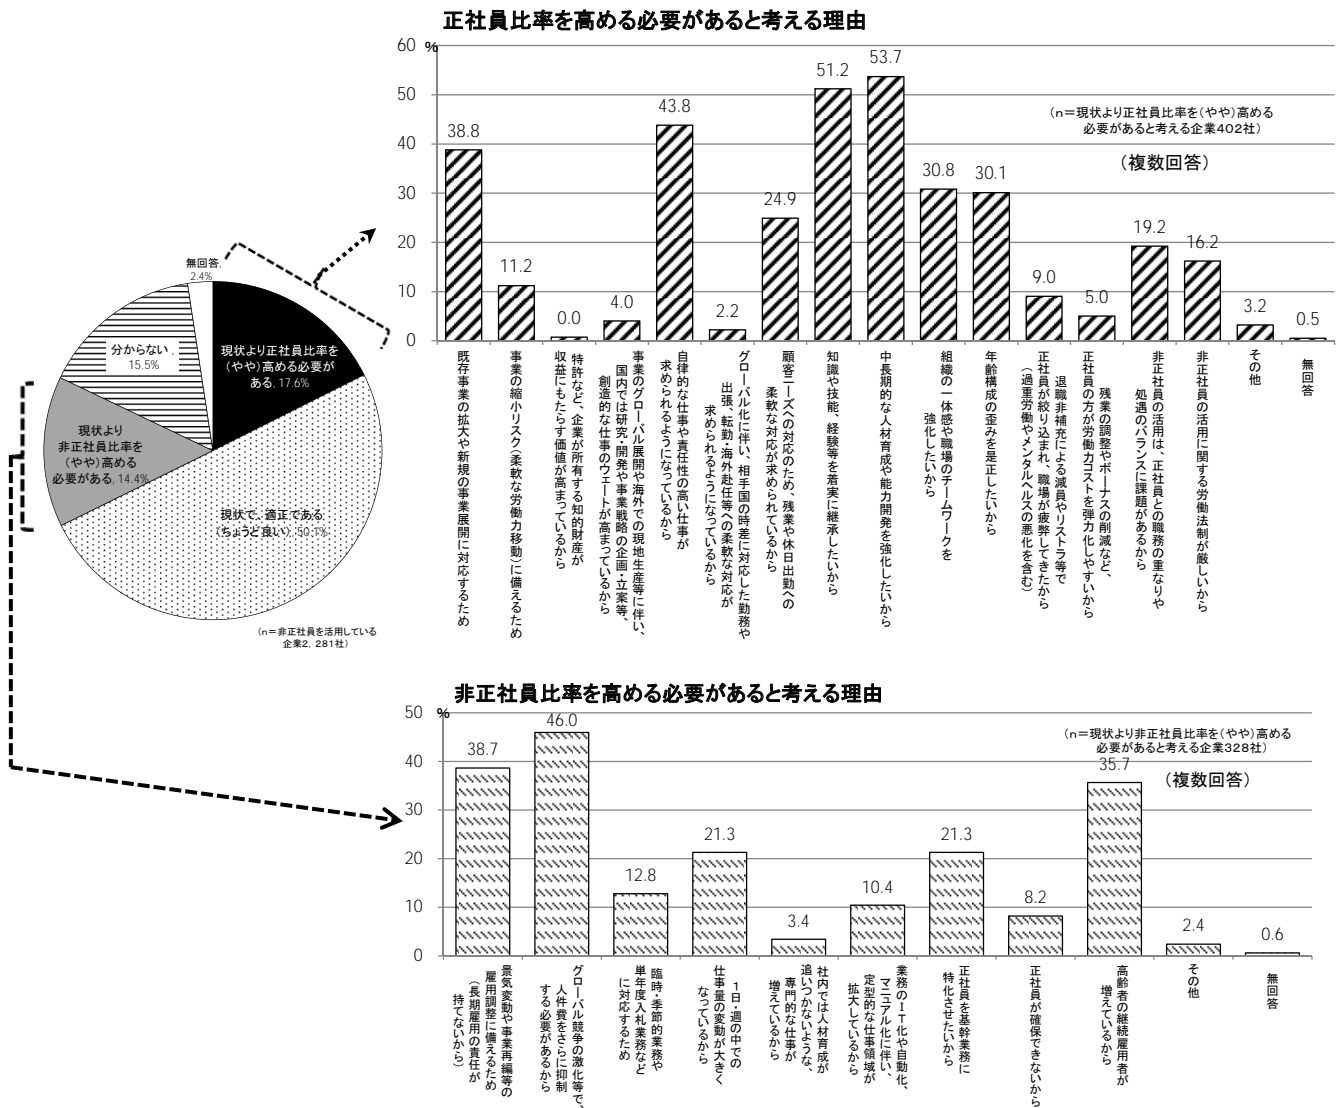 正社員比率を高める必要があると考える理由
60
%
50
40
30
20
10
0
(n=現状より正社員比率を(やや)高める
必要があると考える企業402社)
(複数回答)
38.8
11.2
0.0
4.0
43.8
2.2
24.9
51.2
53.7
30.8
30.1
9.0
5.0
19.2
16.2
3.2
0.5
既存事業の拡大や新規の事業展開に対応するため
事業の縮小リスク(柔軟な労働力移動)に備えるため
特許など、企業が所有する知的財産が
収益にもたらす価値が高まっているから
事業のグローバル展開や海外での現地生産等に伴い、
国内では研究・開発や事業戦略の企画・立案等、
創造的な仕事のウェートが高まっているから
自律的な仕事や責任性の高い仕事が
求められるようになっているから
グローバル化に伴い、相手国の時差に対応した勤務や
出張、転勤・海外赴任等への柔軟な対応が
求められるようになっているから
顧客ニーズへの対応のため、残業や休日出勤への
柔軟な対応が求められているから
知識や技能、経験等を着実に継承したいから
中長期的な人材育成や能力開発を強化したいから
組織の一体感や職場のチームワークを
強化したいから
年齢構成の歪みを是正したいから
退職非補充による減員やリストラ等で
正社員が絞り込まれ、職場が疲弊してきたから
(過重労働やメンタルヘルスの悪化を含む)
残業の調整やボーナスの削減など、
正社員の方が労働力コストを弾力化しやすいから
非正社員の活用は、正社員との職務の重なりや
処遇のバランスに課題があるから
非正社員の活用に関する労働法制が厳しいから
その他
無回答
無回答,
2.4%
分からない,
15.5%
現状より正社員比率を
(やや)高める必要が
ある, 17.6%
現状より
非正社員比率を
(やや)高める
必要がある, 14.4%
現状で、適正である
(ちょうど良い), 50.1%
(n=非正社員を活用している
企業2,281社)
非正社員比率を高める必要があると考える理由
50
%
40
30
20
10
0
(n=現状より非正社員比率を(やや)高める
必要があると考える企業328社)
(複数回答)
38.7
46.0
12.8
21.3
3.4
10.4
21.3
8.2
35.7
2.4
0.6
景気変動や事業再編等の
雇用調整に備えるため
(長期雇用の責任が
持てないから)
グローバル競争の激化等で、
人件費をさらに抑制
する必要があるから
臨時・季節的業務や
単年度入札業務など
に対応するため
1日・週の中での
仕事量の変動が大きく
なっているから
社内では人材育成が
追いつかないような、
専門的な仕事が
増えているから
業務のIT化や自動化、
マニュアル化に伴い、
定型的な仕事領域が
拡大しているから
正社員を基幹業務に
特化させたいから
正社員が確保できないから
高齢者の継続雇用者が
増えているから
その他
無回答